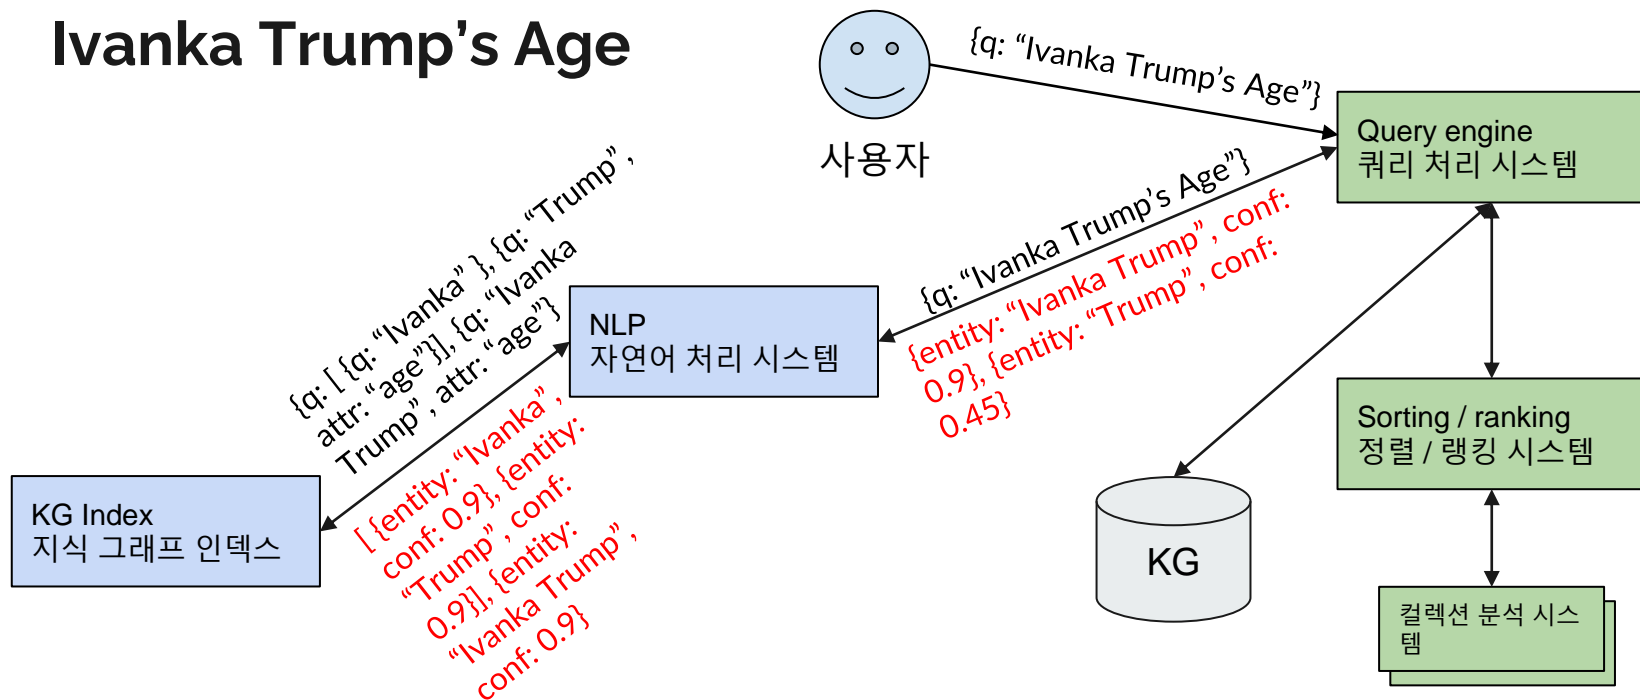 Ivanka Trump’s Age
{q: “Ivanka Trump’s Age”}
사용자
Query engine
쿼리 처리 시스템
{q: “Ivanka Trump’s Age”}
{entity: “Ivanka Trump”, conf:
0.9}, {entity: “Trump”, conf:
0.45}
{q: [ {q: “Ivanka” }, {q: “Trump”,
attr: “age”}], {q: “Ivanka
Trump”, attr: “age”}
NLP
자연어 처리 시스템
[ {entity: “Ivanka”,
conf: 0.9}, {entity:
“Trump”, conf:
0.9}], {entity:
“Ivanka Trump”,
conf: 0.9}
KG Index
지식 그래프 인덱스
KG
Sorting / ranking
정렬 / 랭킹 시스템
컬렉션 분석 시스
템